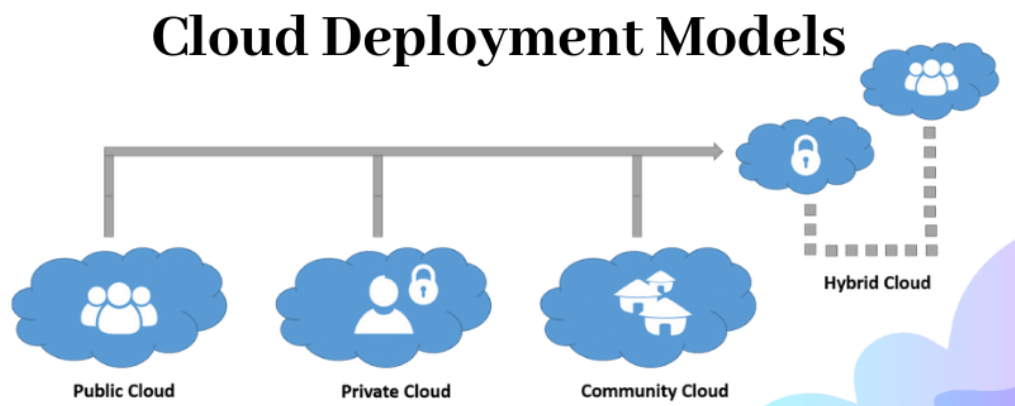 Cloud Deployment Models
Hybrid Cloud
Public Cloud
Private Cloud
Community Cloud